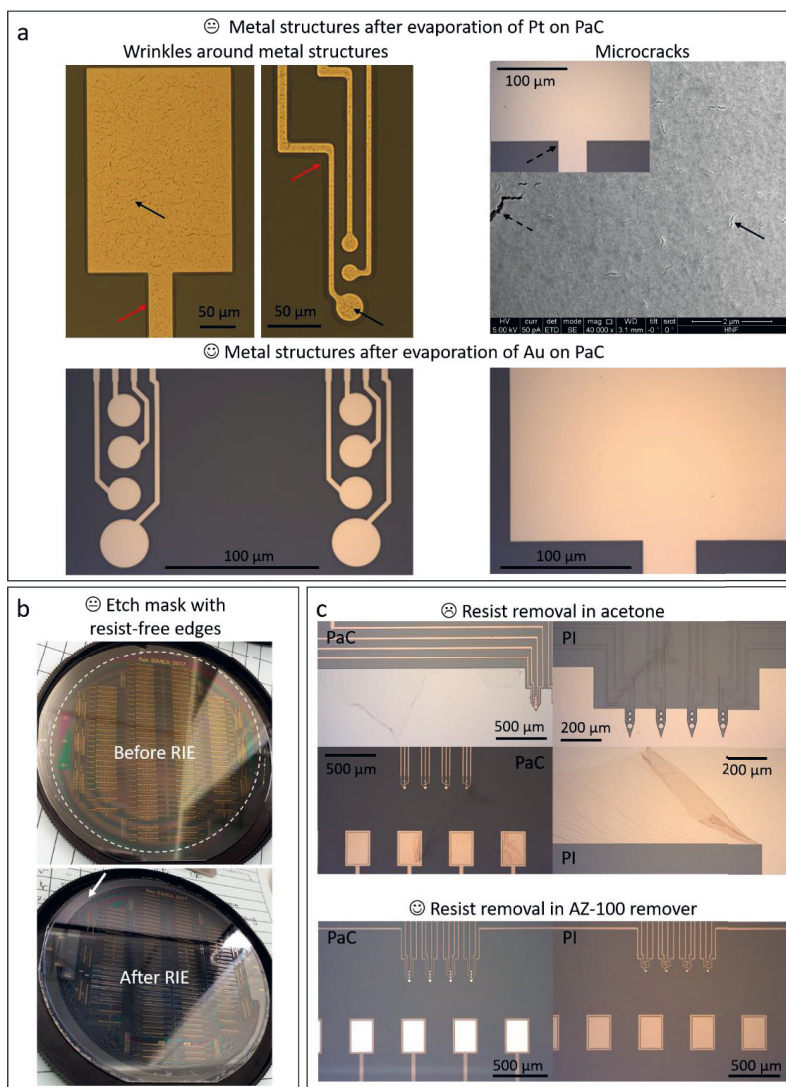 a
😐 Metal structures after evaporation of Pt on PaC
Wrinkles around metal structures
Microcracks
50 µm
50 µm
100 µm
HV curr det mode mag □ WD tilt srot
5.00 kV 50 pA ETD SE 40 000 x 3.1 mm -0 ° 0 °
2 µm
HNF
☺ Metal structures after evaporation of Au on PaC
100 µm
100 µm
b
😐 Etch mask with
resist-free edges
flex BiMEA 2017
Before RIE
After RIE
c
☹ Resist removal in acetone
PaC
500 µm
PI
200 µm
500 µm
PaC
200 µm
PI
☺ Resist removal in AZ-100 remover
PaC
500 µm
PI
500 µm